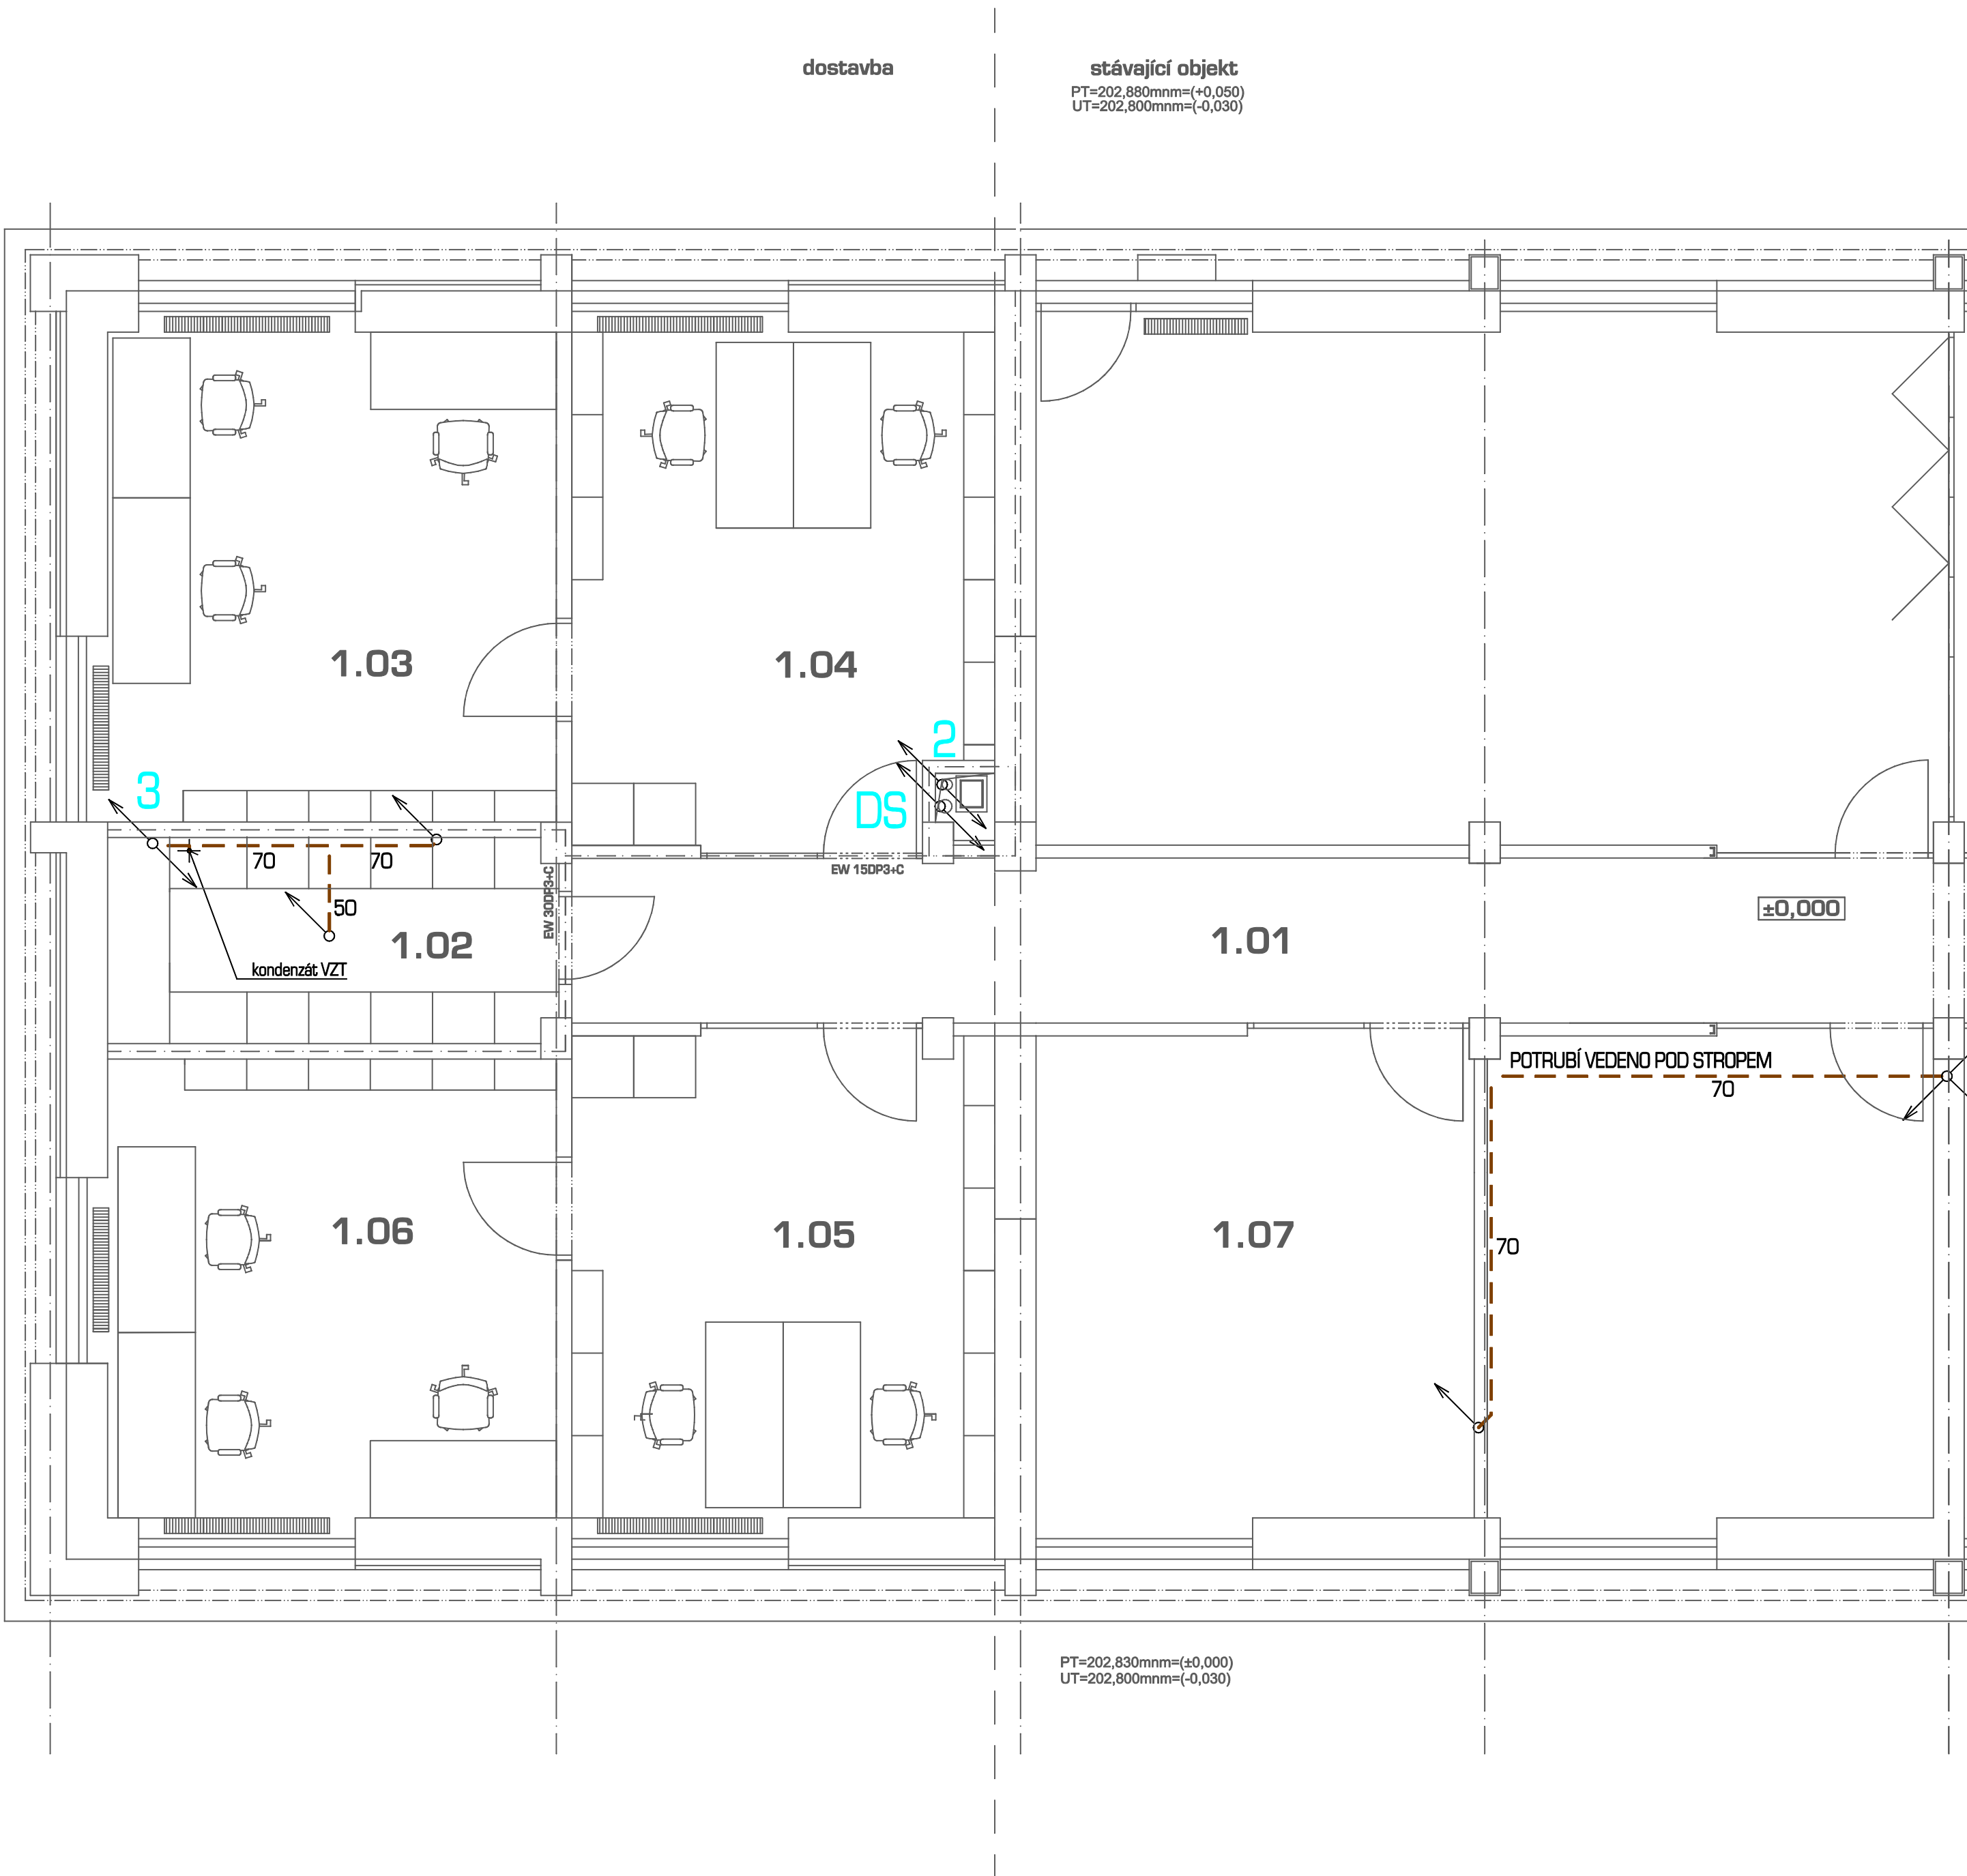 dostavba
stávající objekt
PT=202,880mnm=(+0,050)
UT=202,800mnm=(-0,030)
1.03
1.04
2
3
DS
70
70
EW 15DP3+C
EW 30DP3+C
50
±0,000
1.02
1.01
kondenzát VZT
POTRUBÍ VEDENO POD STROPEM
70
1.06
1.05
1.07
70
PT=202,830mnm=(±0,000)
UT=202,800mnm=(-0,030)